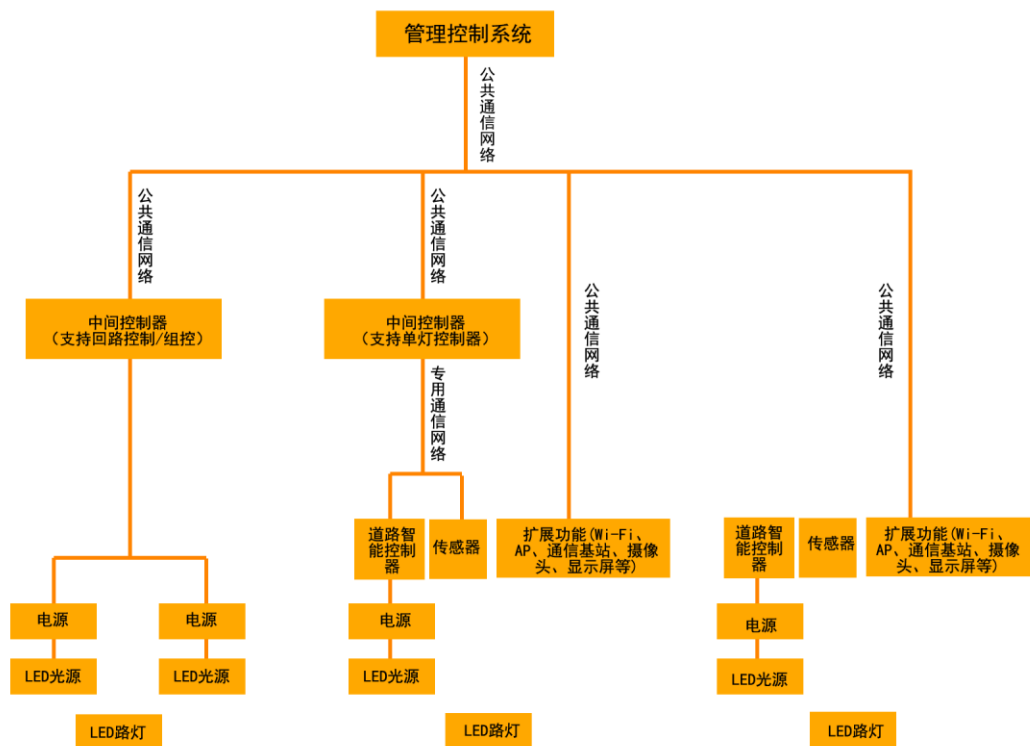 管理控制系统
公共通信网络
公共通信网络
公共通信网络
公共通信网络
公共通信网络
中间控制器
（支持回路控制/组控）
中间控制器
（支持单灯控制器）
专用通信网络
道路智
能控制
器
传感器
扩展功能(Wi-Fi、
AP、通信基站、摄像
头、显示屏等)
道路智
能控制
器
传感器
扩展功能(Wi-Fi、
AP、通信基站、摄像
头、显示屏等)
电源
电源
电源
电源
LED光源
LED光源
LED光源
LED光源
LED路灯
LED路灯
LED路灯